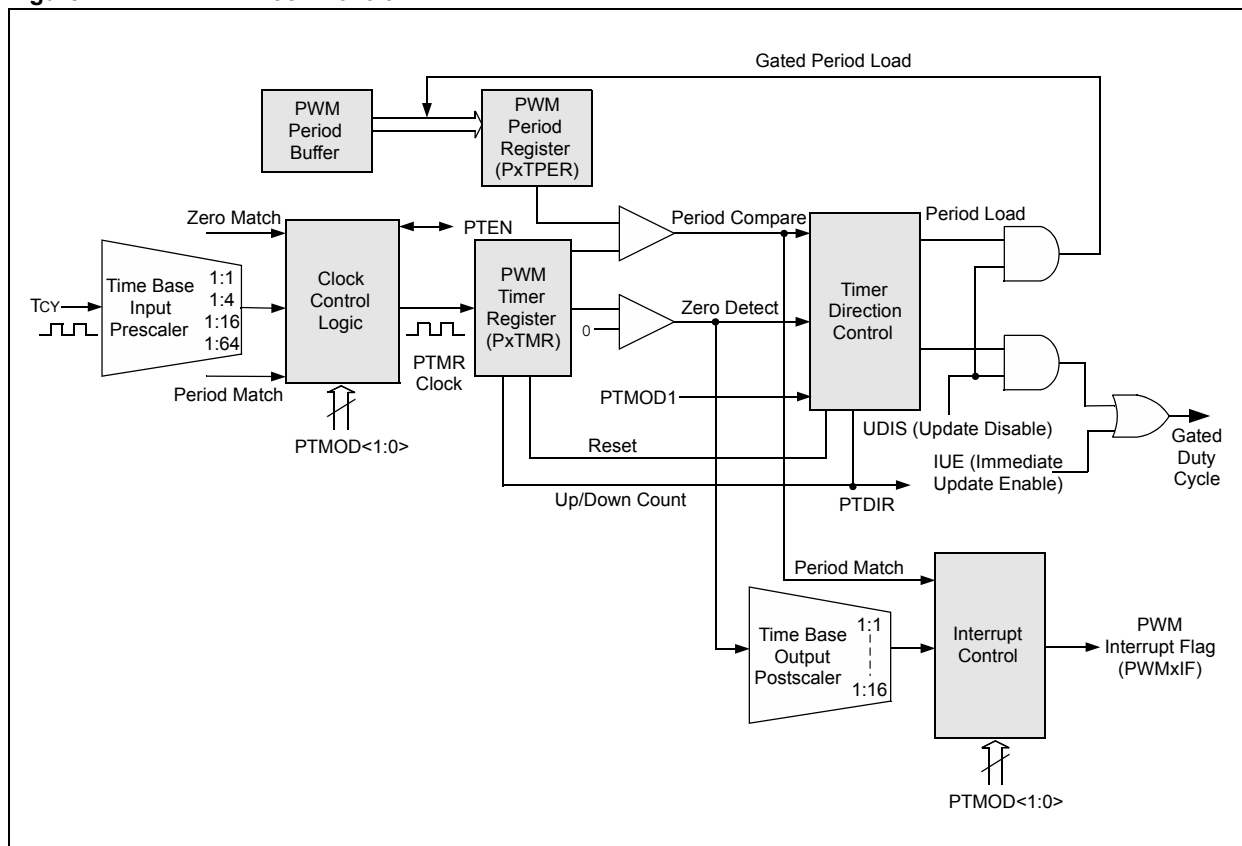 Gated Period Load
PWM
Period
Buffer
PWM
Period
Register
(PxTPER)
Zero Match
PTEN
Period Compare
Period Load
Time Base
Input
Prescaler
1:1
1:4
1:16
1:64
TCY
Clock
Control
Logic
PWM
Timer
Register
(PxTMR)
0
Zero Detect
Timer
Direction
Control
PTMR
Clock
Period Match
PTMOD<1:0>
PTMOD1
UDIS (Update Disable)
IUE (Immediate
Update Enable)
Gated
Duty
Cycle
Reset
Up/Down Count
PTDIR
Period Match
Time Base
Output
Postscaler
1:1
1:16
Interrupt
Control
PWM
Interrupt Flag
(PWMxIF)
PTMOD<1:0>